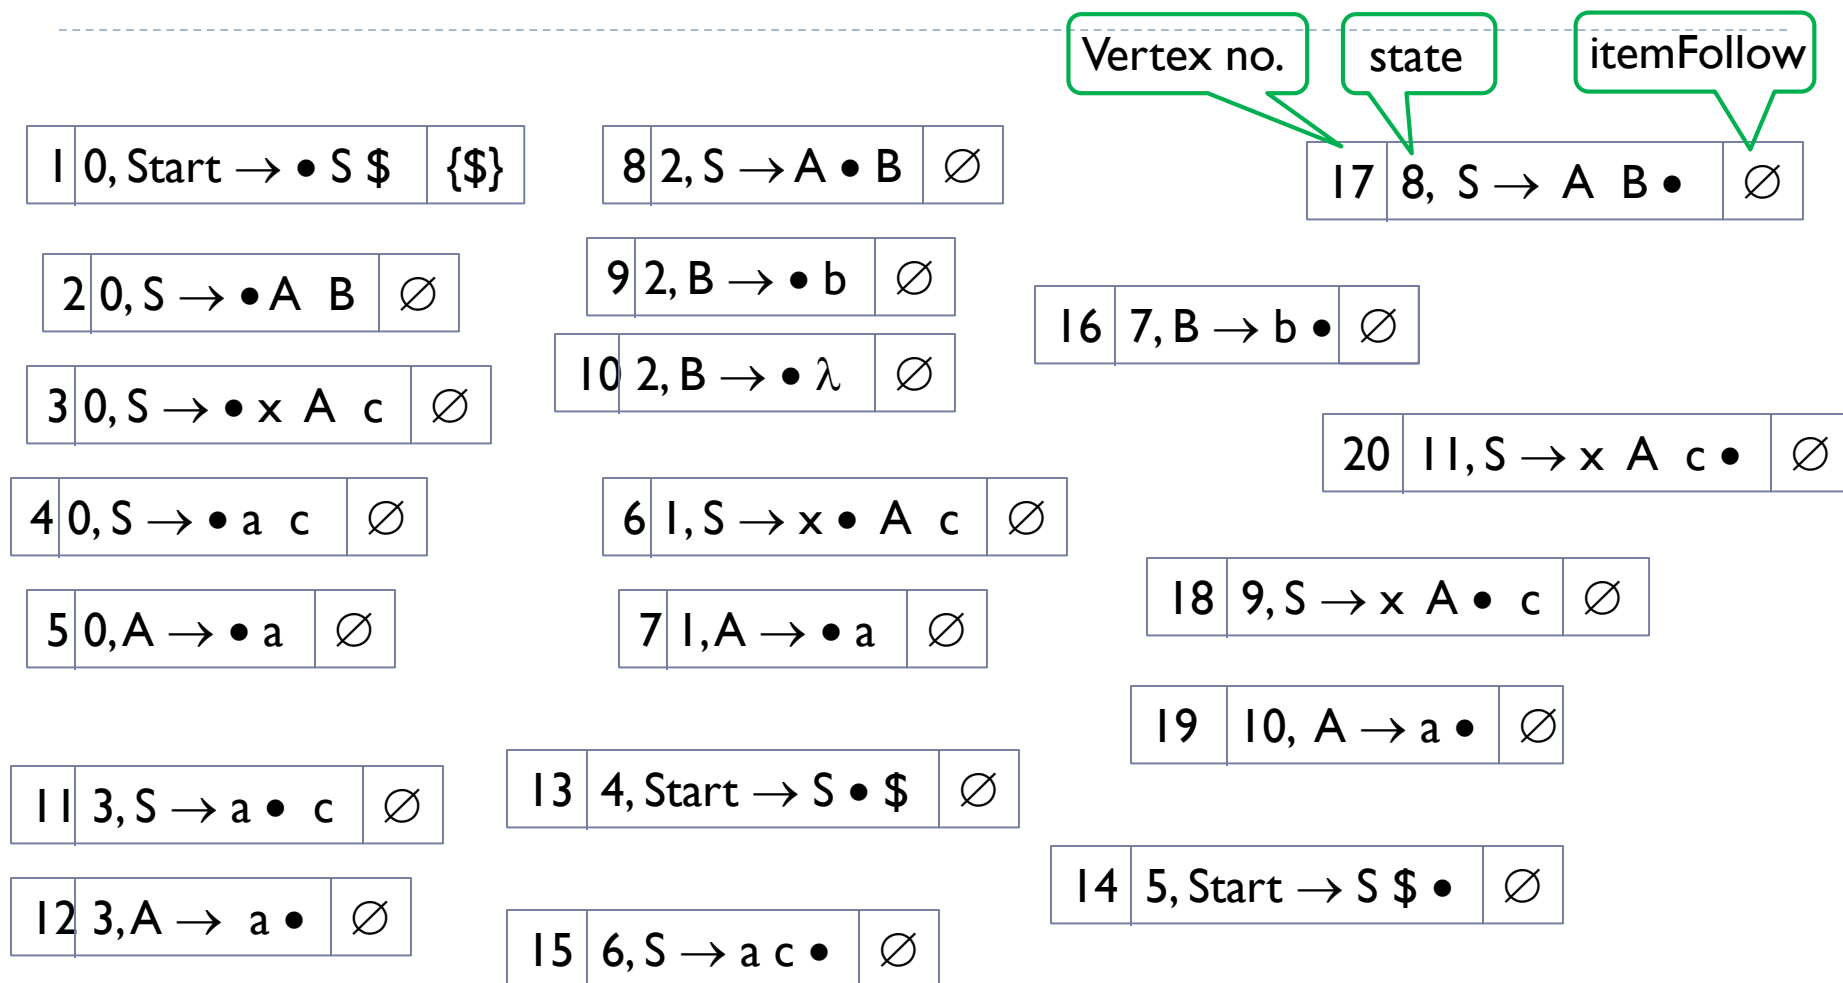 Vertex no. state itemFollow
1 0, Start → • S $ {$}
8 2, S → A • B ∅
17 8, S → A B • ∅
2 0, S → • A B ∅
9 2, B → • b ∅
16 7, B → b • ∅
10 2, B → • λ ∅
3 0, S → • x A c ∅
20 11, S → x A c • ∅
4 0, S → • a c ∅
6 1, S → x • A c ∅
18 9, S → x A • c ∅
5 0, A → • a ∅
7 1, A → • a ∅
19 10, A → a • ∅
11 3, S → a • c ∅
13 4, Start → S • $ ∅
14 5, Start → S $ • ∅
12 3, A → a • ∅
15 6, S → a c • ∅